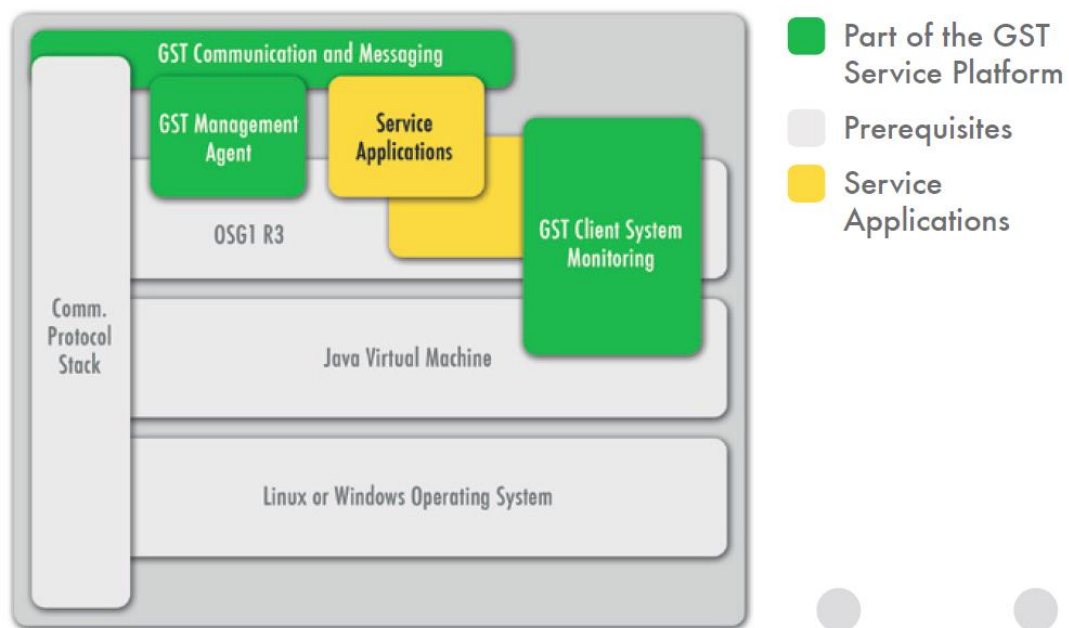 GST Communication and Messaging
GST Management
Agent
Service
Applications
OSG1 R3
GST Client System
Monitoring
Comm.
Protocol
Stack
Java Virtual Machine
Linux or Windows Operating System
Part of the GST
Service Platform
Prerequisites
Service
Applications